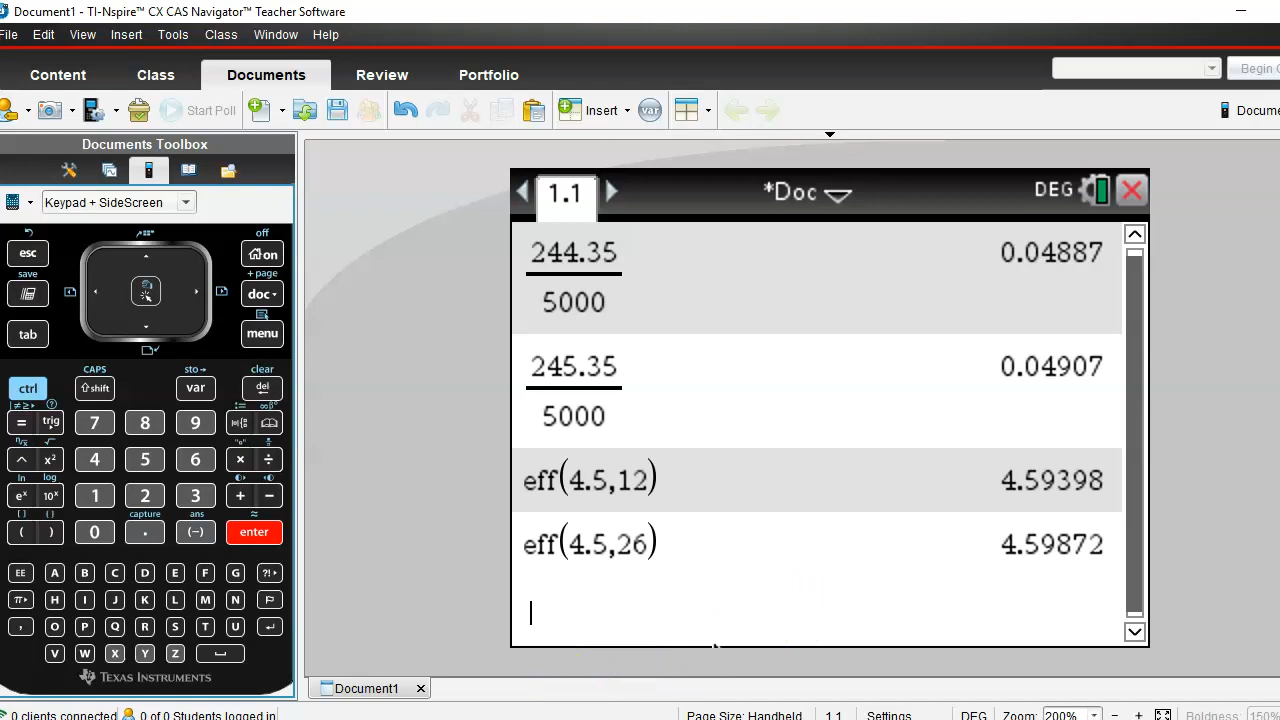 Document1 - TI-Nspire™ CX CAS Navigator™ Teacher Software
File Edit View Insert Tools Class Window Help
Content Class Documents Review Portfolio
Begin C
Start Poll Insert var Docume
Documents Toolbox
Keypad + SideScreen
off
esc on
save + page
doc
tab menu
CAPS sto→ clear
ctrl shift var del
= trig 7 8 9
^ x² 4 5 6 × ÷
ln log
eˣ 10ˣ 1 2 3 + −
[ ] { } capture ans ≈
( ) 0 . (−) enter
EE A B C D E F G ?!▸
π▸ H I J K L M N
, O P Q R S T U
V W X Y Z
TEXAS INSTRUMENTS
1.1 *Doc DEG
244.35
5000
0.04887
245.35
5000
0.04907
eff(4.5,12) 4.59398
eff(4.5,26) 4.59872
Document1
0 clients connected 0 of 0 Students logged in Page Size: Handheld 1.1 Settings DEG Zoom: 200% − + Boldness: 150%